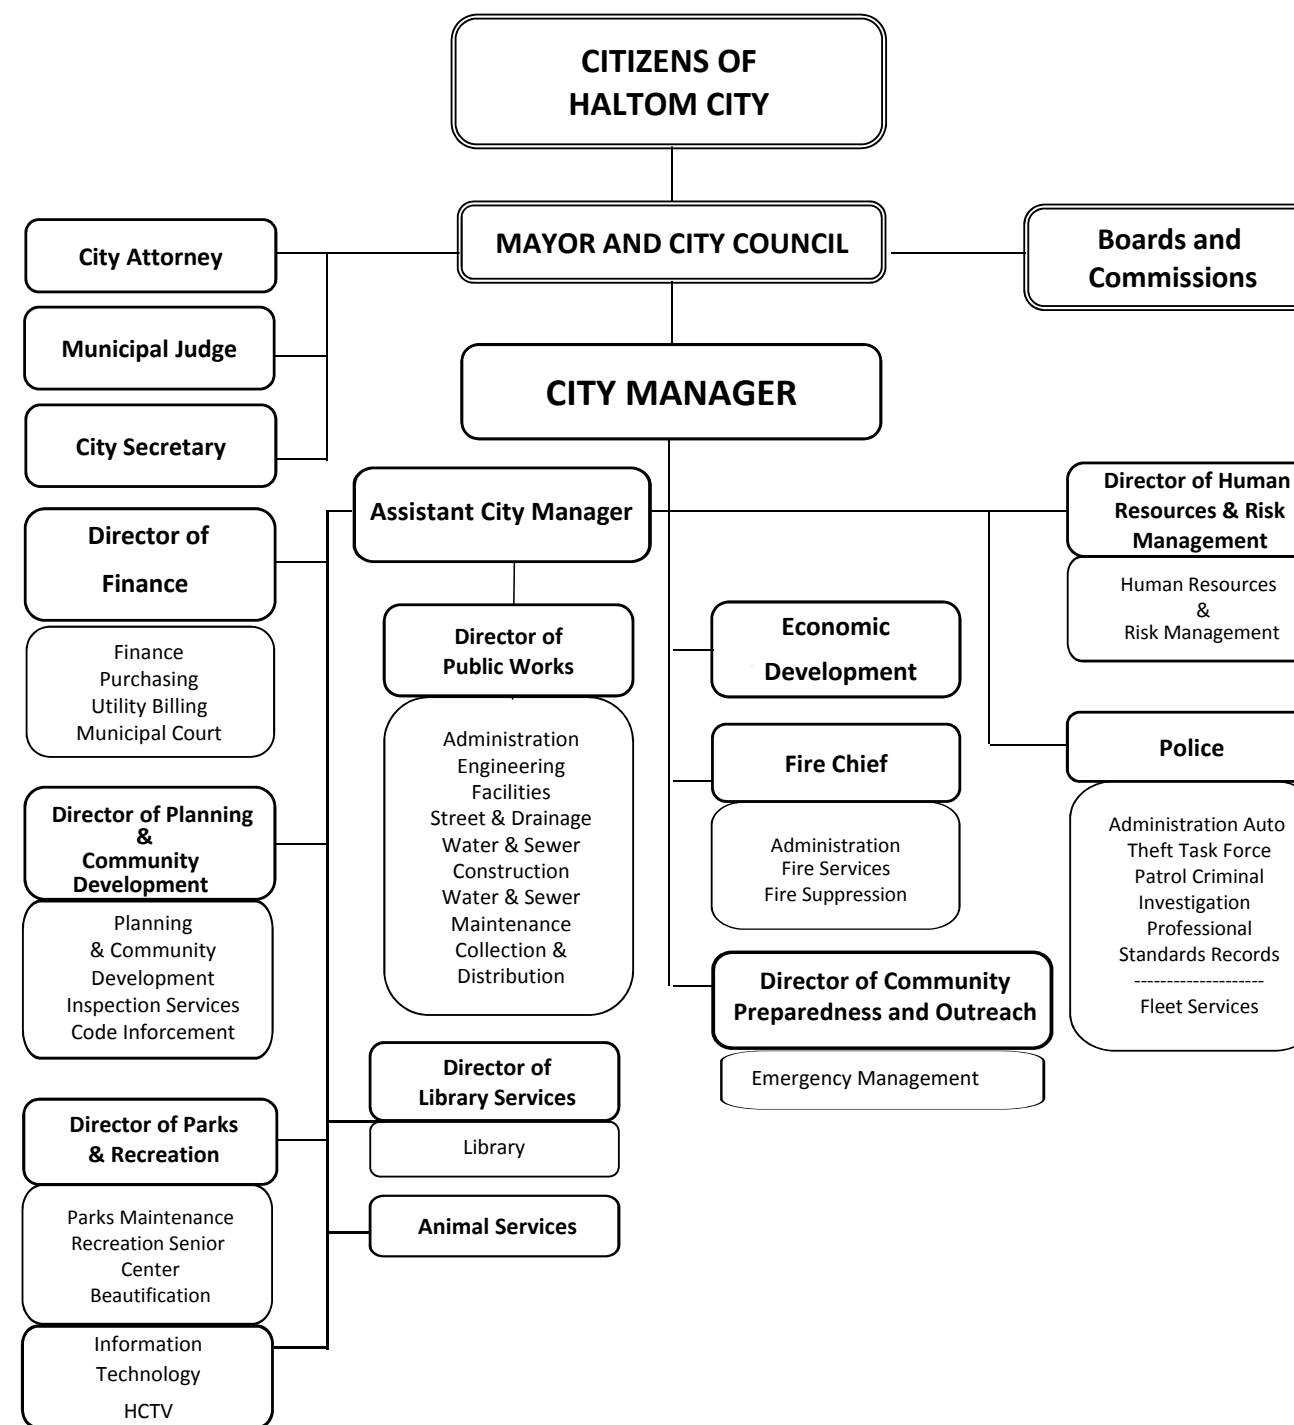 CITIZENS OF
HALTOM CITY
MAYOR AND CITY COUNCIL
Boards and
Commissions
City Attorney
Municipal Judge
City Secretary
CITY MANAGER
Assistant City Manager
Director of
Finance
Finance
Purchasing
Utility Billing
Municipal Court
Director of Planning
&
Community
Development
Planning
& Community
Development
Inspection Services
Code Inforcement
Director of Parks
& Recreation
Parks Maintenance
Recreation Senior
Center
Beautification
Information
Technology
HCTV
Director of
Public Works
Administration
Engineering
Facilities
Street & Drainage
Water & Sewer
Construction
Water & Sewer
Maintenance
Collection &
Distribution
Director of
Library Services
Library
Animal Services
Economic
Development
Fire Chief
Administration
Fire Services
Fire Suppression
Director of Community
Preparedness and Outreach
Emergency Management
Director of Human
Resources & Risk
Management
Human Resources
&
Risk Management
Police
Administration Auto
Theft Task Force
Patrol Criminal
Investigation
Professional
Standards Records
--------------------
Fleet Services